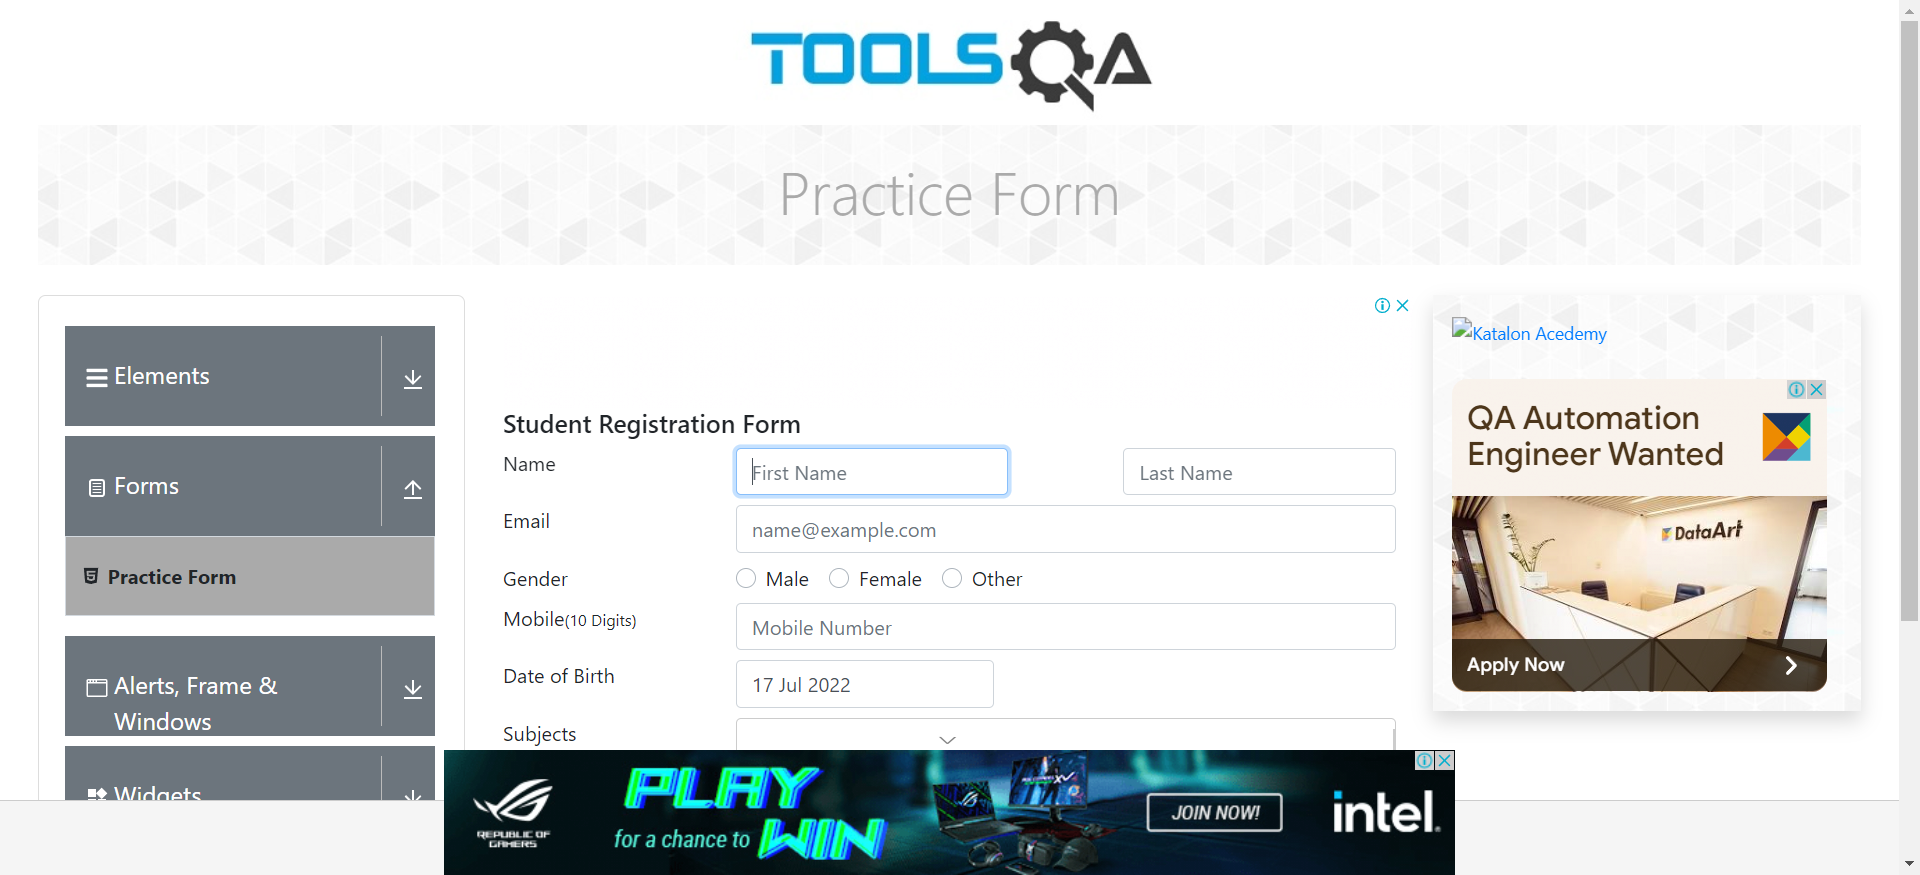 TOOLSQA
Practice Form
Elements
Forms
Practice Form
Alerts, Frame &
Windows
Widgets
Student Registration Form
Name
First Name
Last Name
Email
name@example.com
Gender
Male
Female
Other
Mobile(10 Digits)
Mobile Number
Date of Birth
17 Jul 2022
Subjects
Katalon Acedemy
QA Automation
Engineer Wanted
DataArt
Apply Now
REPUBLIC OF
GAMERS
PLAY
for a chance to WIN
JOIN NOW!
intel.